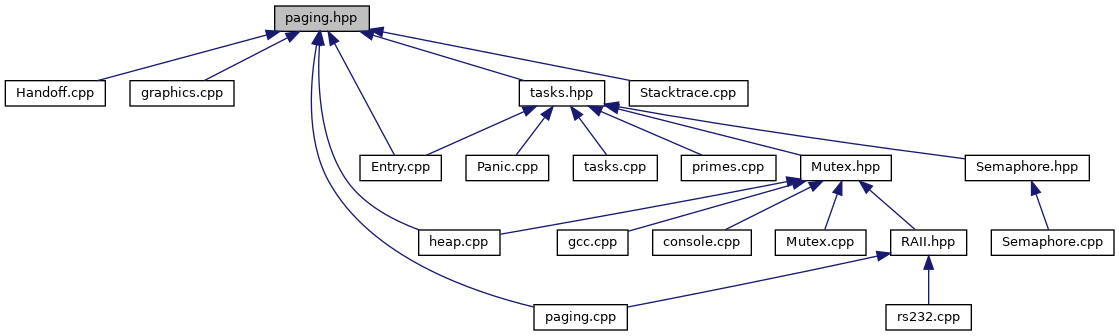 paging.hpp
Handoff.cpp
graphics.cpp
tasks.hpp
Stacktrace.cpp
Entry.cpp
Panic.cpp
tasks.cpp
primes.cpp
Mutex.hpp
Semaphore.hpp
heap.cpp
gcc.cpp
console.cpp
Mutex.cpp
RAII.hpp
Semaphore.cpp
paging.cpp
rs232.cpp